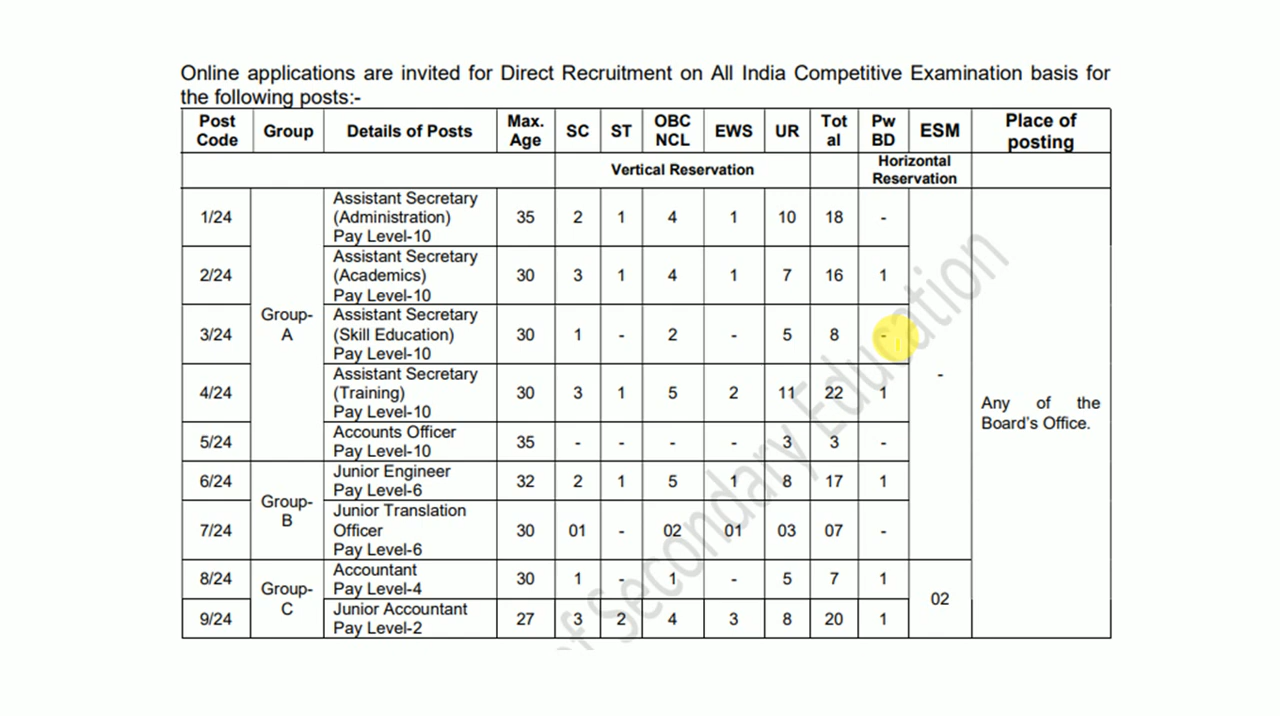 Online applications are invited for Direct Recruitment on All India Competitive Examination basis for
the following posts:-
Post Code Group Details of Posts Max. Age SC ST OBC NCL EWS UR Tot al Pw BD ESM Place of posting
Vertical Reservation Horizontal Reservation
1/24 Group-A Assistant Secretary (Administration) Pay Level-10 35 2 1 4 1 10 18 - - Any of the Board's Office.
2/24 Assistant Secretary (Academics) Pay Level-10 30 3 1 4 1 7 16 1
3/24 Assistant Secretary (Skill Education) Pay Level-10 30 1 - 2 - 5 8 -
4/24 Assistant Secretary (Training) Pay Level-10 30 3 1 5 2 11 22 1
5/24 Accounts Officer Pay Level-10 35 - - - - 3 3 -
6/24 Group-B Junior Engineer Pay Level-6 32 2 1 5 1 8 17 1
7/24 Junior Translation Officer Pay Level-6 30 01 - 02 01 03 07 -
8/24 Group-C Accountant Pay Level-4 30 1 - 1 - 5 7 1 02
9/24 Junior Accountant Pay Level-2 27 3 2 4 3 8 20 1
of Secondary Education